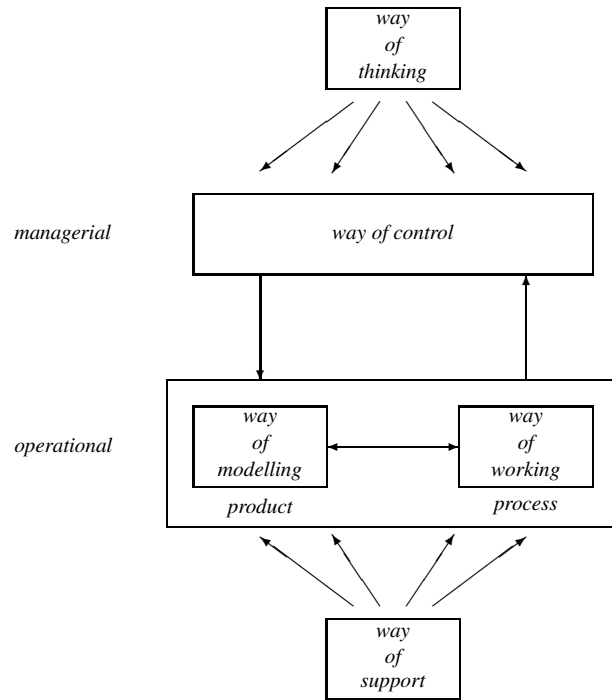 way
of
thinking
managerial
way of control
operational
way
of
modelling
product
way
of
working
process
way
of
support